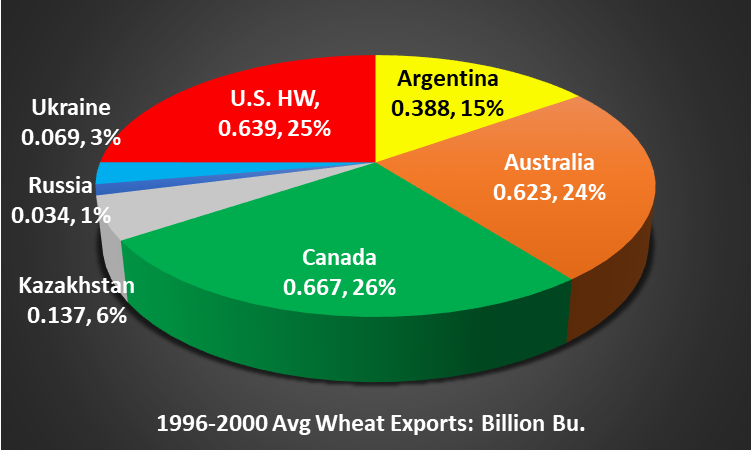 Argentina
0.388, 15%
U.S. HW,
0.639, 25%
Ukraine
0.069, 3%
Australia
0.623, 24%
Russia
0.034, 1%
Canada
0.667, 26%
Kazakhstan
0.137, 6%
1996-2000 Avg Wheat Exports: Billion Bu.